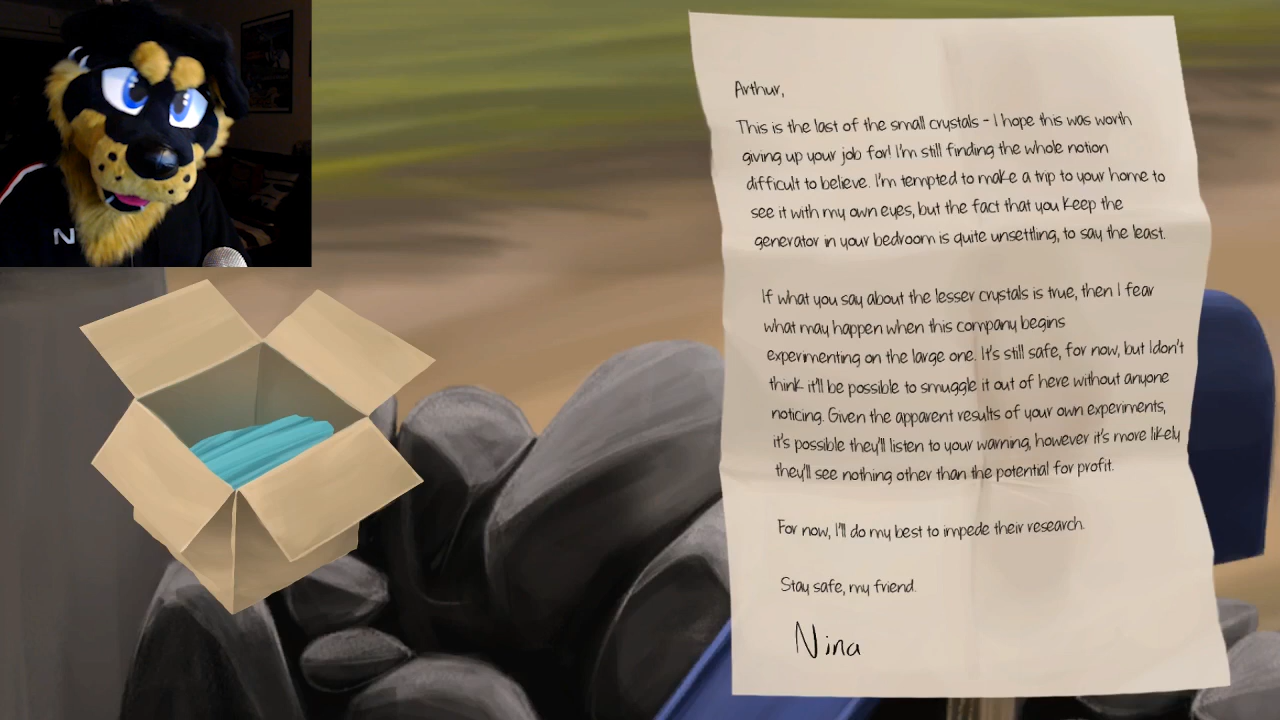 N
Arthur,
This is the last of the small crystals - I hope this was worth
giving up your job for! I'm still finding the whole notion
difficult to believe. I'm tempted to make a trip to your home to
see it with my own eyes, but the fact that you keep the
generator in your bedroom is quite unsettling, to say the least.
If what you say about the lesser crystals is true, then I fear
what may happen when this company begins
experimenting on the large one. It's still safe, for now, but Idon't
think it'll be possible to smuggle it out of here without anyone
noticing. Given the apparent results of your own experiments,
it's possible they'll listen to your warning, however it's more likely
they'll see nothing other than the potential for profit.
For now, I'll do my best to impede their research.
Stay safe, my friend.
Nina